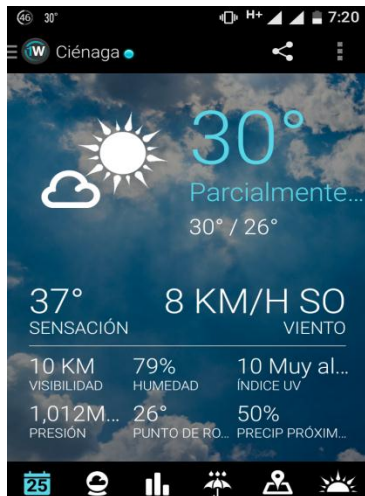 46 30° H+ 7:20
1W Ciénaga
30°
Parcialmente...
30° / 26°
37° 8 KM/H SO
SENSACIÓN VIENTO
10 KM 79% 10 Muy al...
VISIBILIDAD HUMEDAD ÍNDICE UV
1,012M... 26° 50%
PRESIÓN PUNTO DE RO... PRECIP PRÓXIM...
25